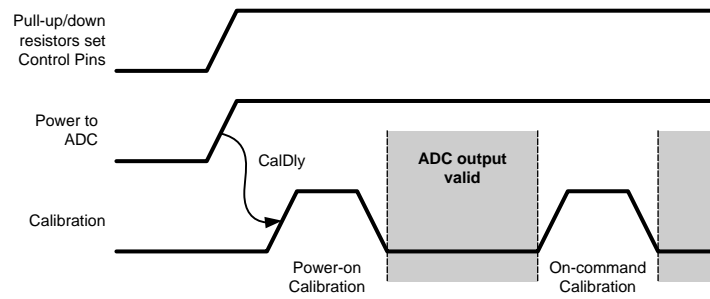 Pull-up/down
resistors set
Control Pins
Power to
ADC
CalDly
ADC output
valid
Calibration
Power-on
Calibration
On-command
Calibration